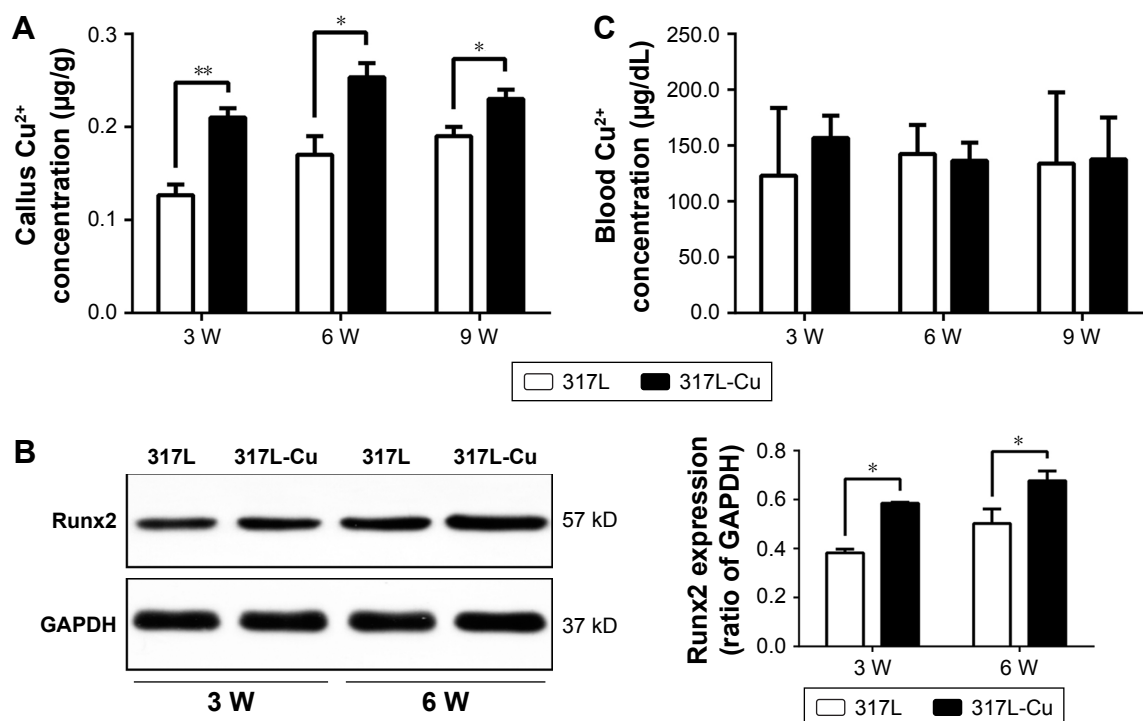 A
Callus Cu²⁺
concentration (µg/g)
0.3
0.2
0.1
0.0
**
*
*
3 W 6 W 9 W
C
Blood Cu²⁺
concentration (µg/dL)
250.0
200.0
150.0
100.0
50.0
0.0
3 W 6 W 9 W
317L 317L-Cu
B
317L 317L-Cu 317L 317L-Cu
Runx2 57 kD
GAPDH 37 kD
3 W 6 W
Runx2 expression
(ratio of GAPDH)
0.8
0.6
0.4
0.2
0.0
*
*
3 W 6 W
317L 317L-Cu